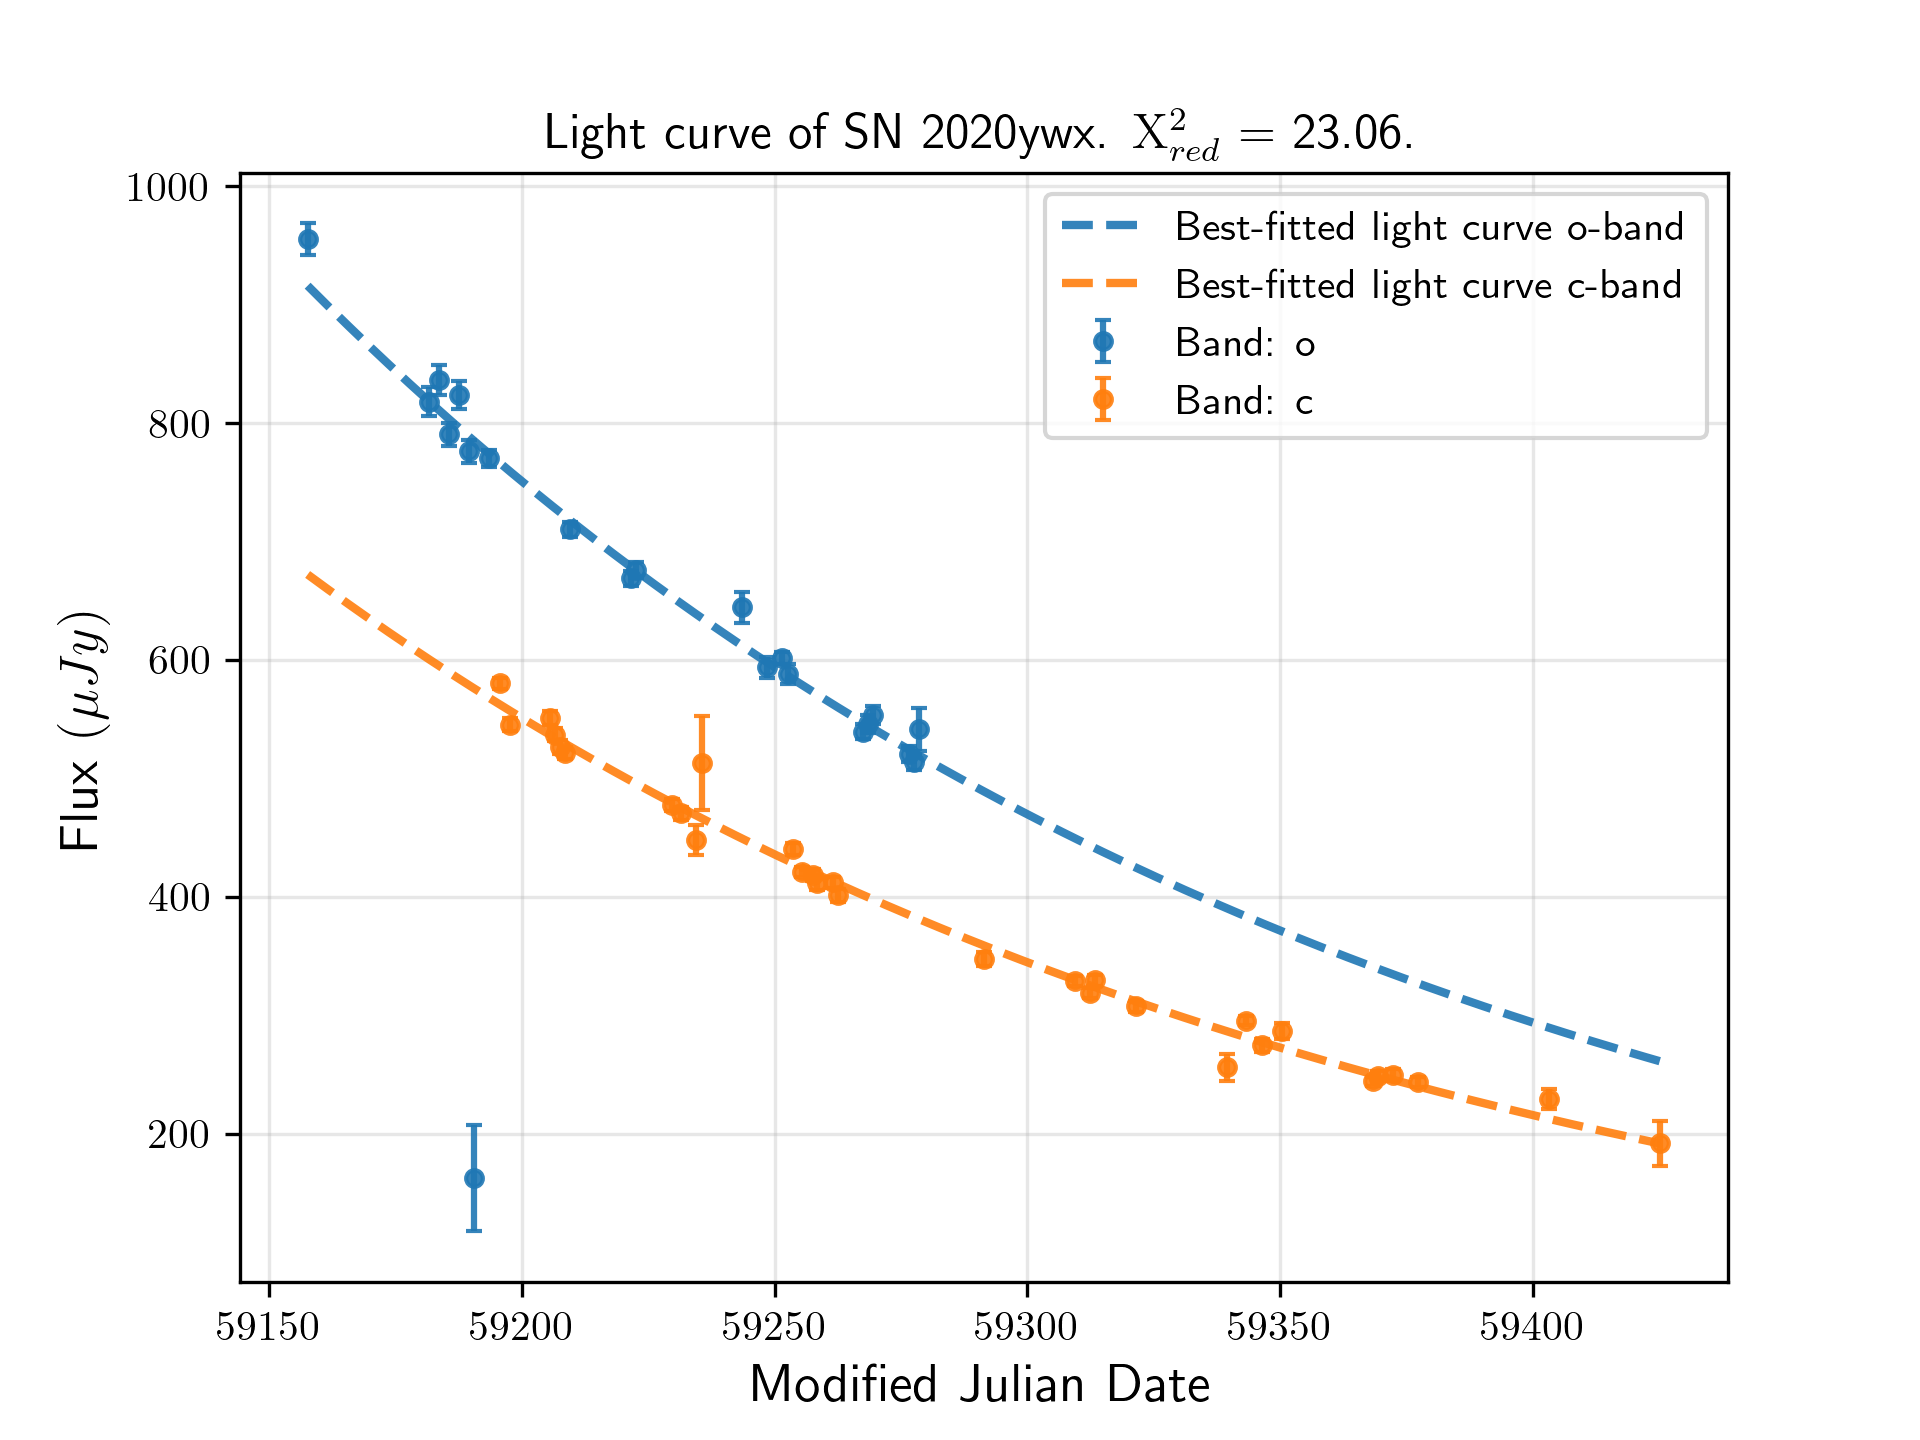 Light curve of SN 2020ywx. X²_red = 23.06.
1000
800
600
400
200
Flux (μJy)
Best-fitted light curve o-band
Best-fitted light curve c-band
Band: o
Band: c
59150 59200 59250 59300 59350 59400
Modified Julian Date